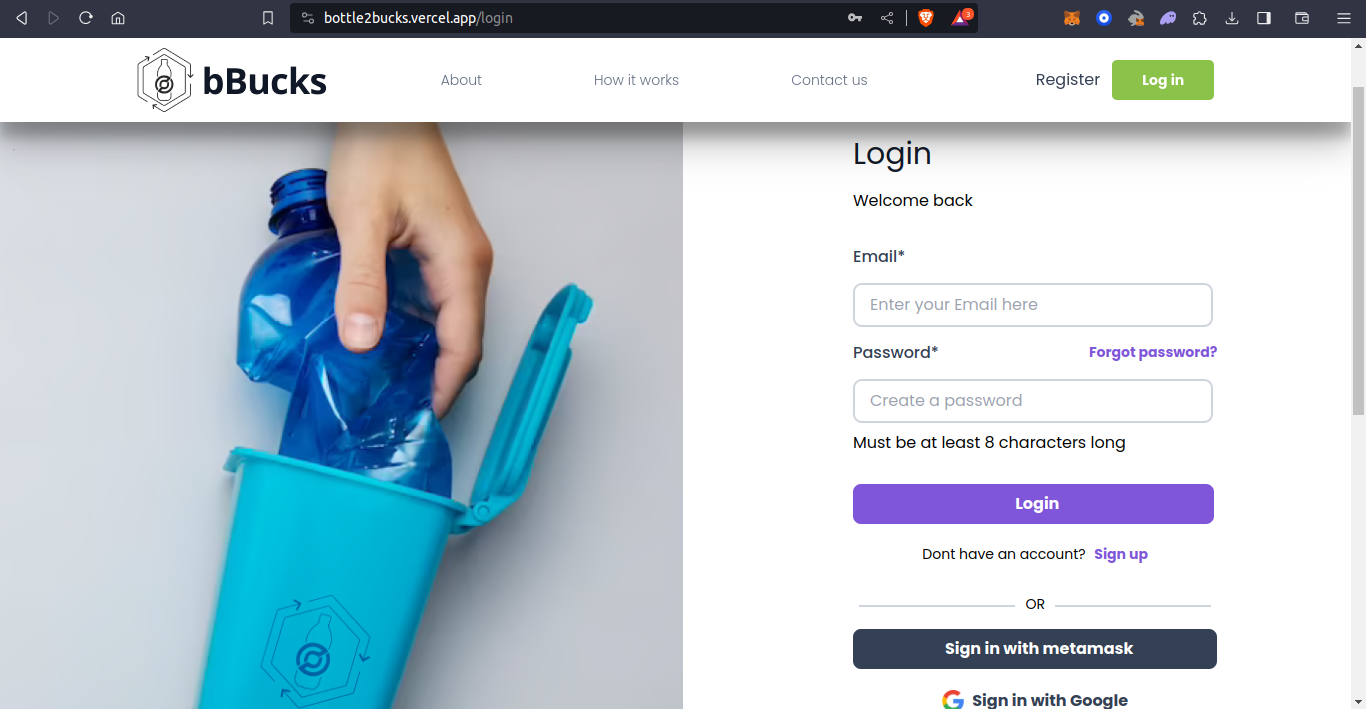 bottle2bucks.vercel.app/login
3
bBucks
About
How it works
Contact us
Register
Log in
Login
Welcome back
Email*
Enter your Email here
Password*
Forgot password?
Create a password
Must be at least 8 characters long
Login
Dont have an account? Sign up
OR
Sign in with metamask
Sign in with Google